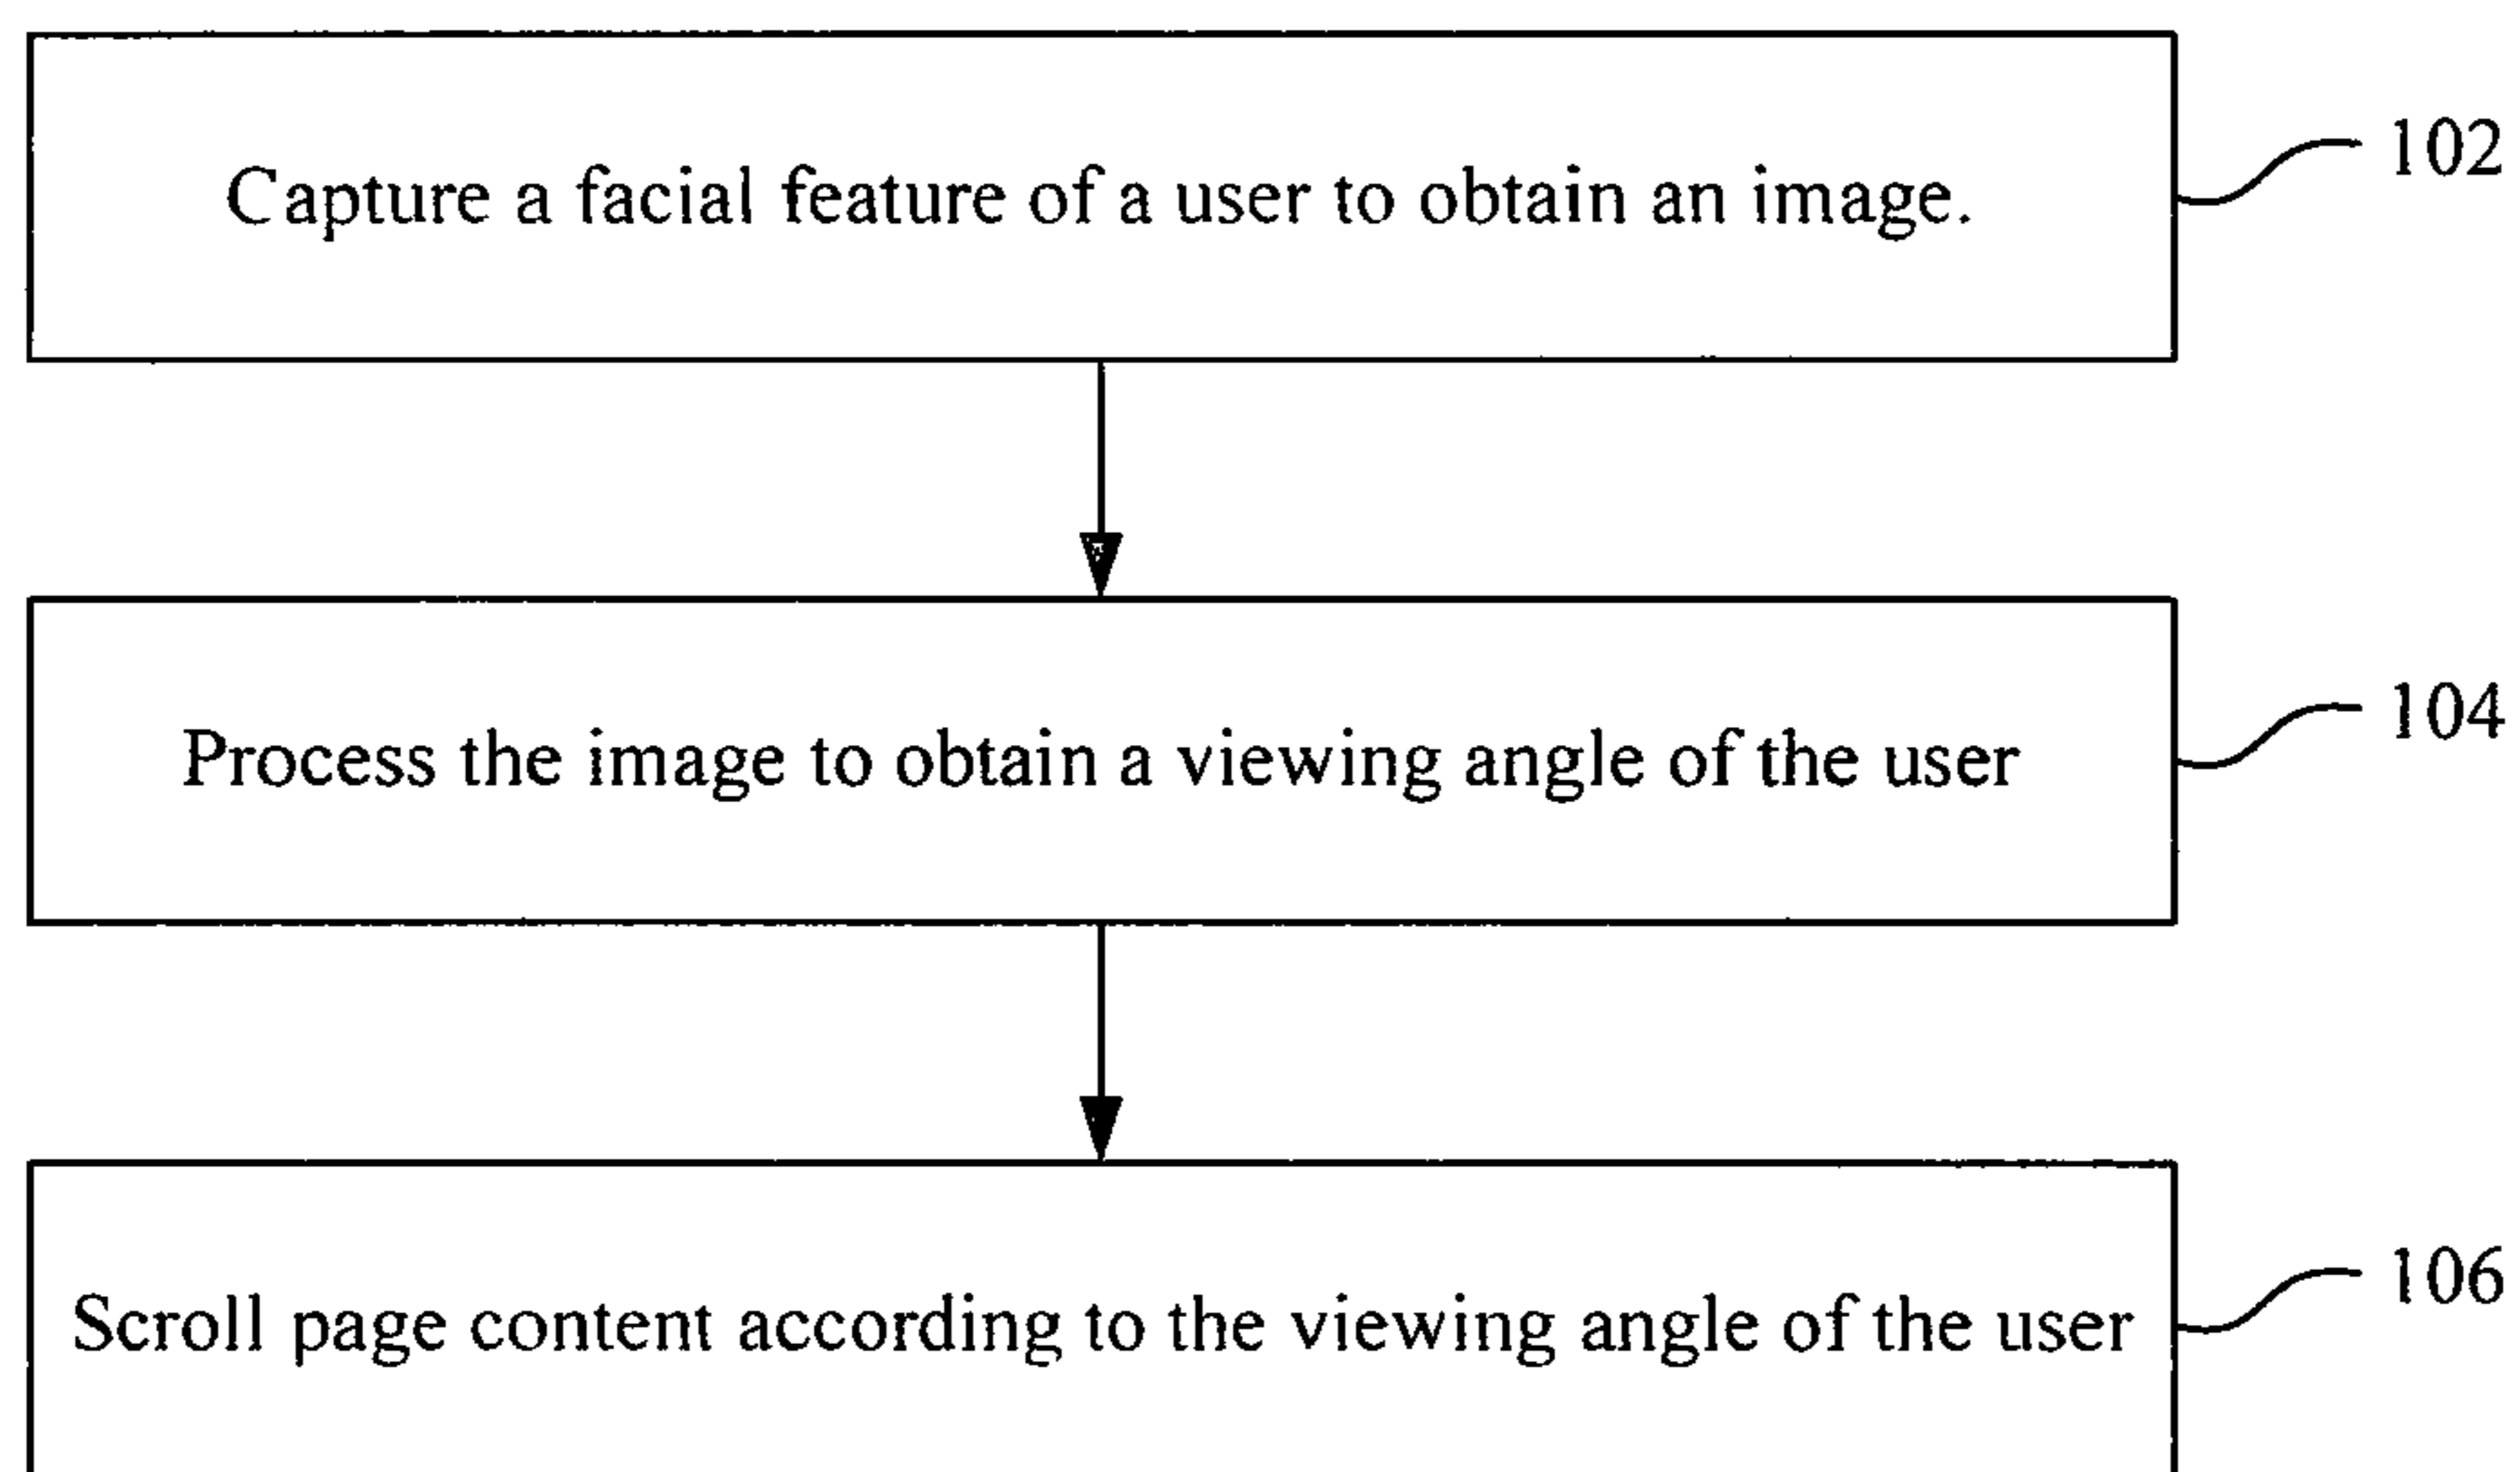 Capture a facial feature of a user to obtain an image.
102
Process the image to obtain a viewing angle of the user
104
Scroll page content according to the viewing angle of the user
106